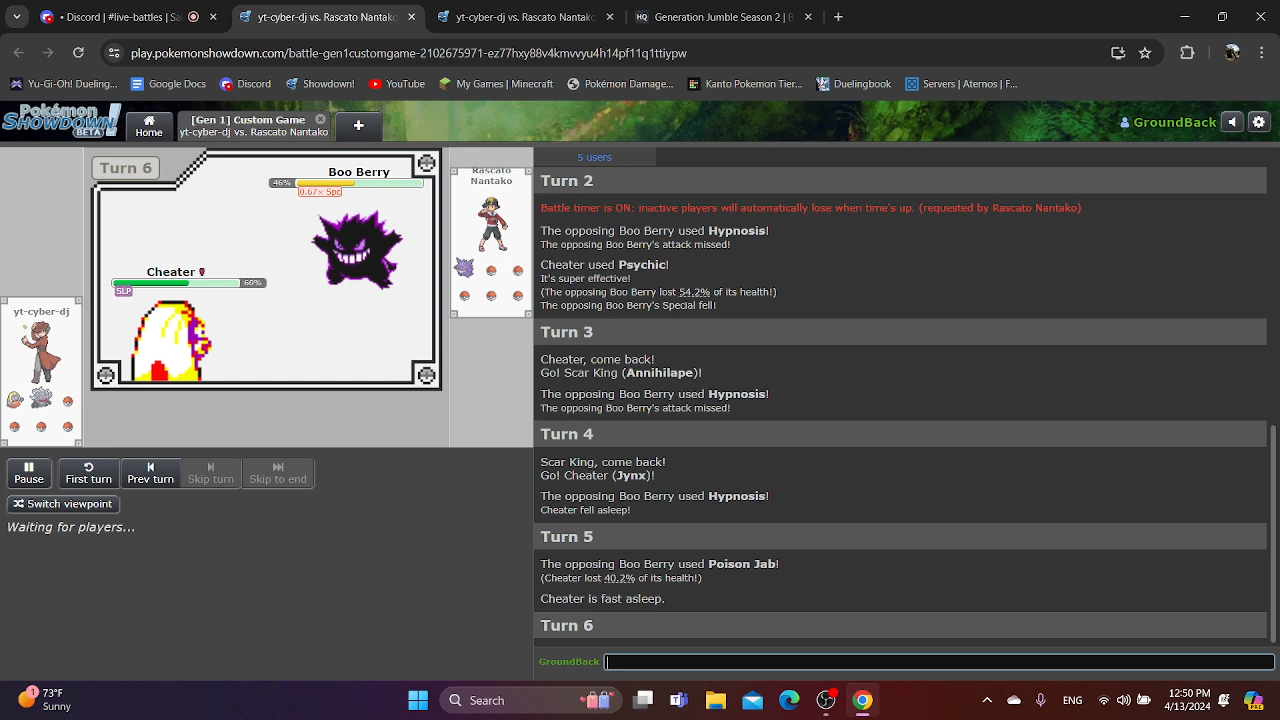 Discord | #live-battles | Sa
yt-cyber-dj vs. Rascato Nantako
yt-cyber-dj vs. Rascato Nantako
HQ Generation Jumble Season 2 | B
play.pokemonshowdown.com/battle-gen1customgame-2102675971-ez77hxy88v4kmvvyu4h14pf11q1ttiypw
Yu-Gi-Oh! Dueling...
Google Docs
Discord
Showdown!
YouTube
My Games | Minecraft
Pokémon Damage...
Kanto Pokémon Tier...
Duelingbook
Servers | Aternos | F...
Pokémon
Showdown!
BETA
Home
[Gen 1] Custom Game
yt-cyber-dj vs. Rascato Nantako
GroundBack
Turn 6
Boo Berry
46%
0.67× Spc
Cheater
60%
SLP
yt-cyber-dj
Rascato
Nantako
Pause
First turn
Prev turn
Skip turn
Skip to end
Switch viewpoint
Waiting for players...
5 users
Turn 2
Battle timer is ON: inactive players will automatically lose when time's up. (requested by Rascato Nantako)
The opposing Boo Berry used Hypnosis!
The opposing Boo Berry's attack missed!
Cheater used Psychic!
It's super effective!
(The opposing Boo Berry lost 54.2% of its health!)
The opposing Boo Berry's Special fell!
Turn 3
Cheater, come back!
Go! Scar King (Annihilape)!
The opposing Boo Berry used Hypnosis!
The opposing Boo Berry's attack missed!
Turn 4
Scar King, come back!
Go! Cheater (Jynx)!
The opposing Boo Berry used Hypnosis!
Cheater fell asleep!
Turn 5
The opposing Boo Berry used Poison Jab!
(Cheater lost 40.2% of its health!)
Cheater is fast asleep.
Turn 6
GroundBack
1
73°F
Sunny
Search
ENG
12:50 PM
4/13/2024
PRE